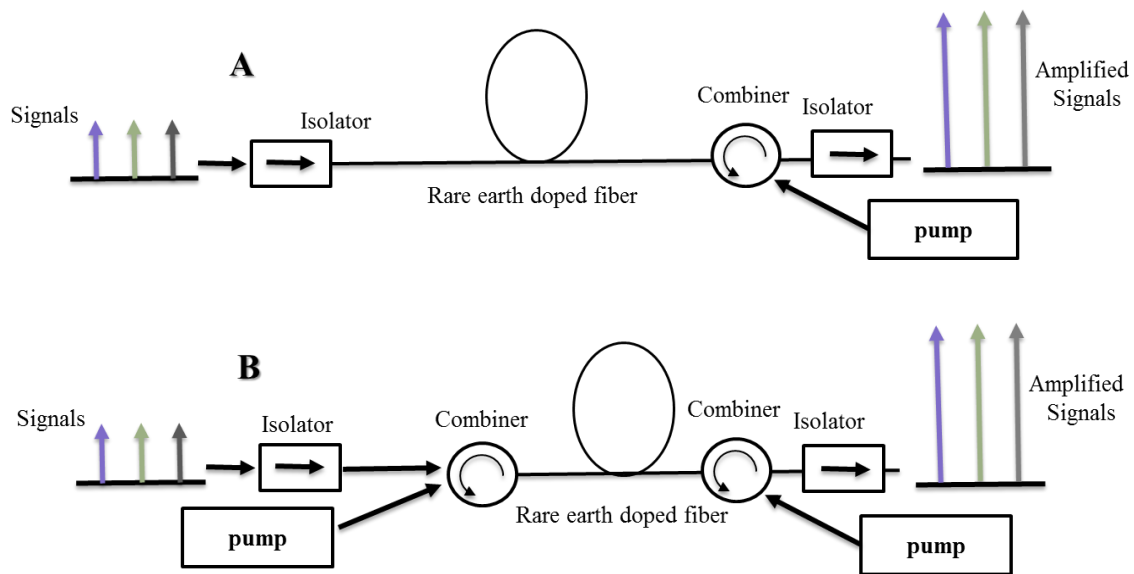 A
Signals
Isolator
Combiner
Isolator
Amplified
Signals
Rare earth doped fiber
pump
B
Signals
Isolator
Combiner
Combiner
Isolator
Amplified
Signals
Rare earth doped fiber
pump
pump